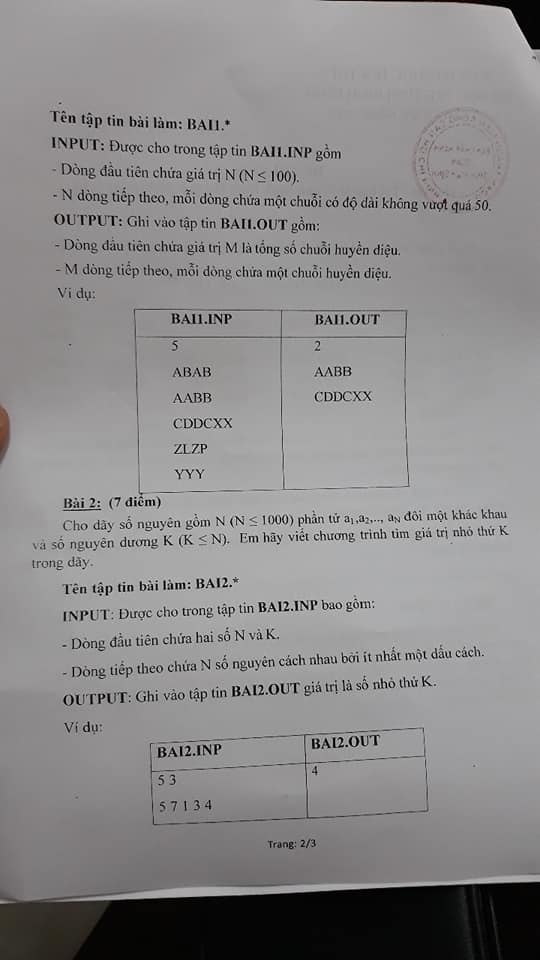 Tên tập tin bài làm: BAI1.*
INPUT: Được cho trong tập tin BAI1.INP gồm
- Dòng đầu tiên chứa giá trị N (N ≤ 100).
- N dòng tiếp theo, mỗi dòng chứa một chuỗi có độ dài không vượt quá 50.
OUTPUT: Ghi vào tập tin BAI1.OUT gồm:
- Dòng đầu tiên chứa giá trị M là tổng số chuỗi huyền diệu.
- M dòng tiếp theo, mỗi dòng chứa một chuỗi huyền diệu.
Ví dụ:
BAI1.INP BAI1.OUT
5 2
ABAB AABB
AABB CDDCXX
CDDCXX
ZLZP
YYY
Bài 2: (7 điểm)
Cho dãy số nguyên gồm N (N ≤ 1000) phần tử a₁,a₂,..., aN đôi một khác khau
và số nguyên dương K (K ≤ N). Em hãy viết chương trình tìm giá trị nhỏ thứ K
trong dãy.
Tên tập tin bài làm: BAI2.*
INPUT: Được cho trong tập tin BAI2.INP bao gồm:
- Dòng đầu tiên chứa hai số N và K.
- Dòng tiếp theo chứa N số nguyên cách nhau bởi ít nhất một dấu cách.
OUTPUT: Ghi vào tập tin BAI2.OUT giá trị là số nhỏ thứ K.
Ví dụ:
BAI2.INP BAI2.OUT
5 3 4
5 7 1 3 4
Trang: 2/3